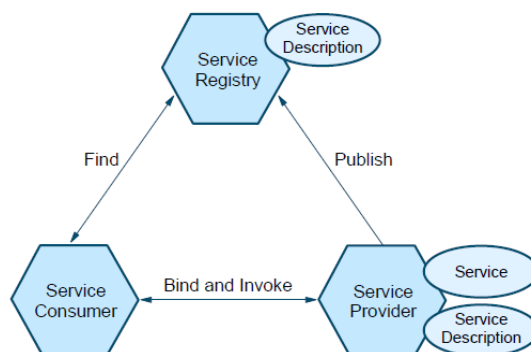 Service
Description
Service
Registry
Find
Publish
Bind and Invoke
Service
Consumer
Service
Provider
Service
Service
Description